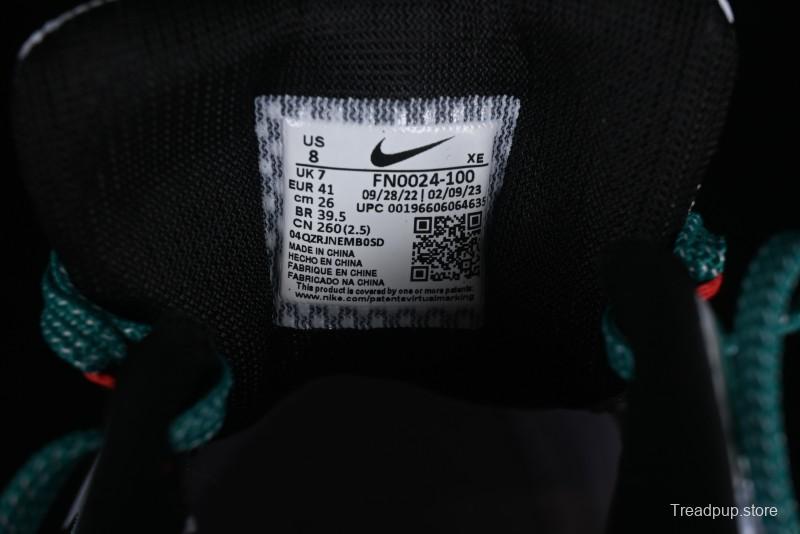 US
8
XE
UK 7
EUR 41
cm 26
BR 39.5
CN 260(2.5)
FN0024-100
09/28/22 | 02/09/23
UPC 00196606064635
04QZRJNEMB0SD
MADE IN CHINA
HECHO EN CHINA
FABRIQUE EN CHINE
FABRICADO NA CHINA
This product is covered by one or more patents:
www.nike.com/patentsvirtualmarking
Treadpup.store